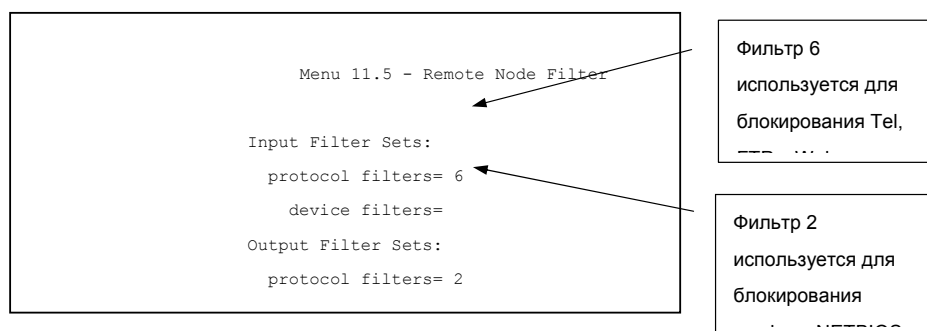 Menu 11.5 - Remote Node Filter
Input Filter Sets:
protocol filters= 6
device filters=
Output Filter Sets:
protocol filters= 2
Фильтр 6
используется для
блокирования Tel,
Фильтр 2
используется для
блокирования
NETBIOS